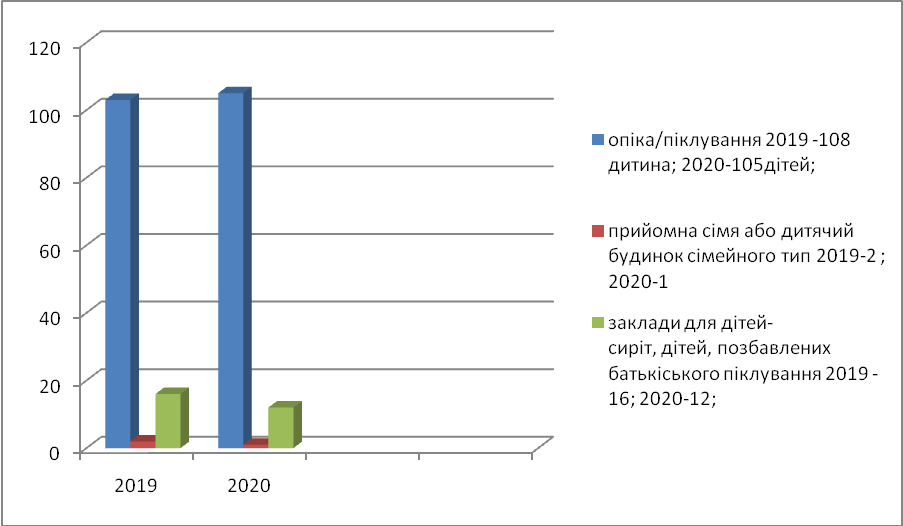 120
100
80
60
40
20
0
2019
2020
опіка/піклування 2019 -108
дитина; 2020-105дітей;
прийомна сімя або дитячий
будинок сімейного тип 2019-2 ;
2020-1
заклади для дітей-
сиріт, дітей, позбавлених
батькіського піклування 2019 -
16; 2020-12;